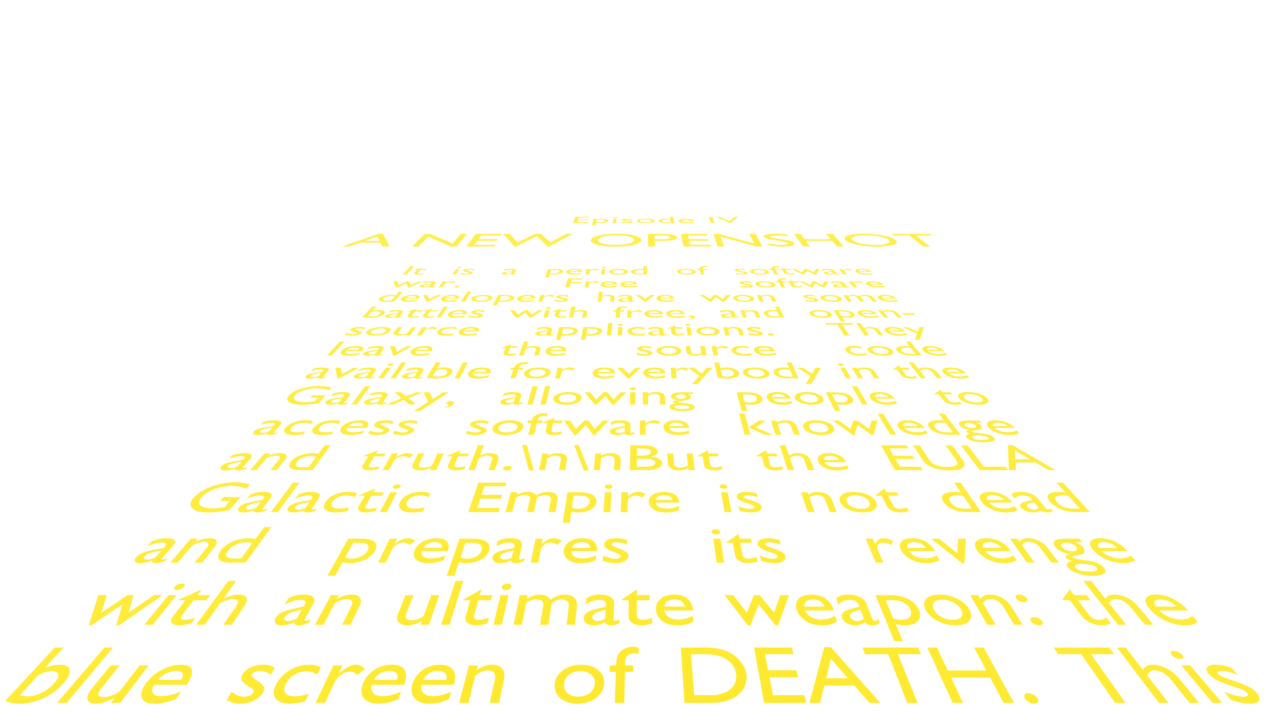 Episode IV
A NEW OPENSHOT
It is a period of software
war. Free software
developers have won some
battles with free, and open-
source applications. They
leave the source code
available for everybody in the
Galaxy, allowing people to
access software knowledge
and truth.\n\nBut the EULA
Galactic Empire is not dead
and prepares its revenge
with an ultimate weapon: the
blue screen of DEATH. This